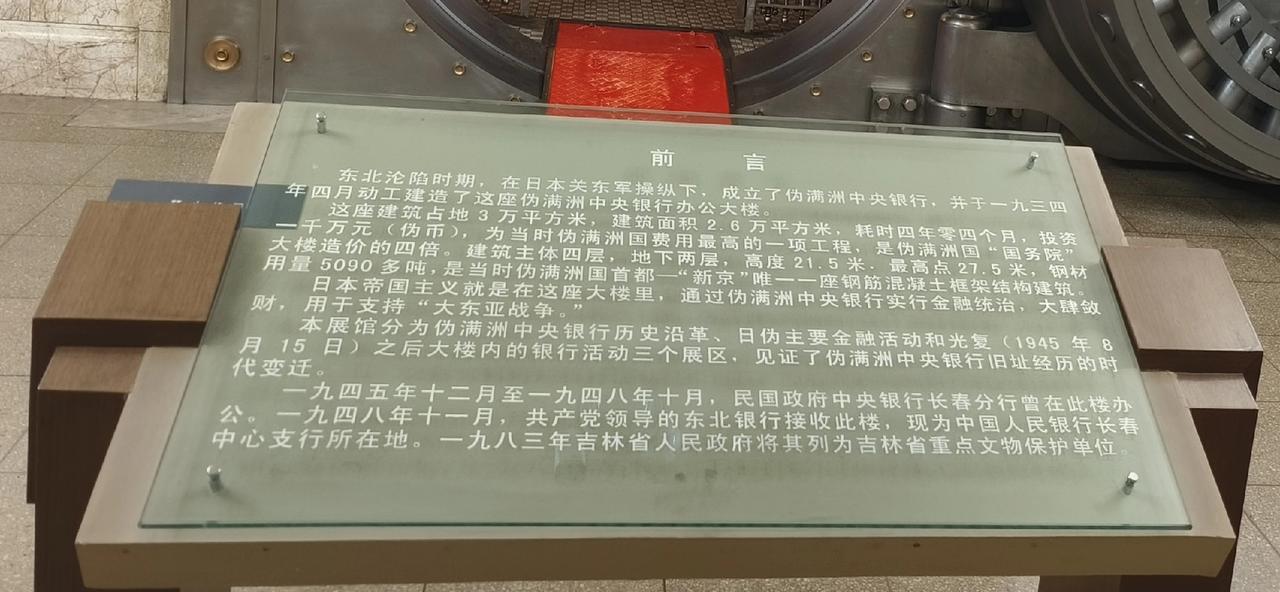 前言
东北沦陷时期，在日本关东军操纵下，成立了伪满洲中央银行，并于一九三四
年四月动工建造了这座伪满洲中央银行办公大楼。
这座建筑占地 3 万平方米，建筑面积 2.6 万平方米，耗时四年零四个月，投资
一千万元（伪币），为当时伪满洲国费用最高的一项工程，是伪满洲国“国务院”
大楼造价的四倍。建筑主体四层，地下两层，高度 21.5 米．最高点 27.5 米，钢材
用量 5090 多吨，是当时伪满洲国首都—“新京”唯一一座钢筋混凝土框架结构建筑。
日本帝国主义就是在这座大楼里，通过伪满洲中央银行实行金融统治，大肆敛
财，用于支持“大东亚战争。”
本展馆分为伪满洲中央银行历史沿革、日伪主要金融活动和光复（1945 年 8
月 15 日）之后大楼内的银行活动三个展区，见证了伪满洲中央银行旧址经历的时
代变迁。
一九四五年十二月至一九四八年十月，民国政府中央银行长春分行曾在此楼办
公。一九四八年十一月，共产党领导的东北银行接收此楼，现为中国人民银行长春
中心支行所在地。一九八三年吉林省人民政府将其列为吉林省重点文物保护单位。